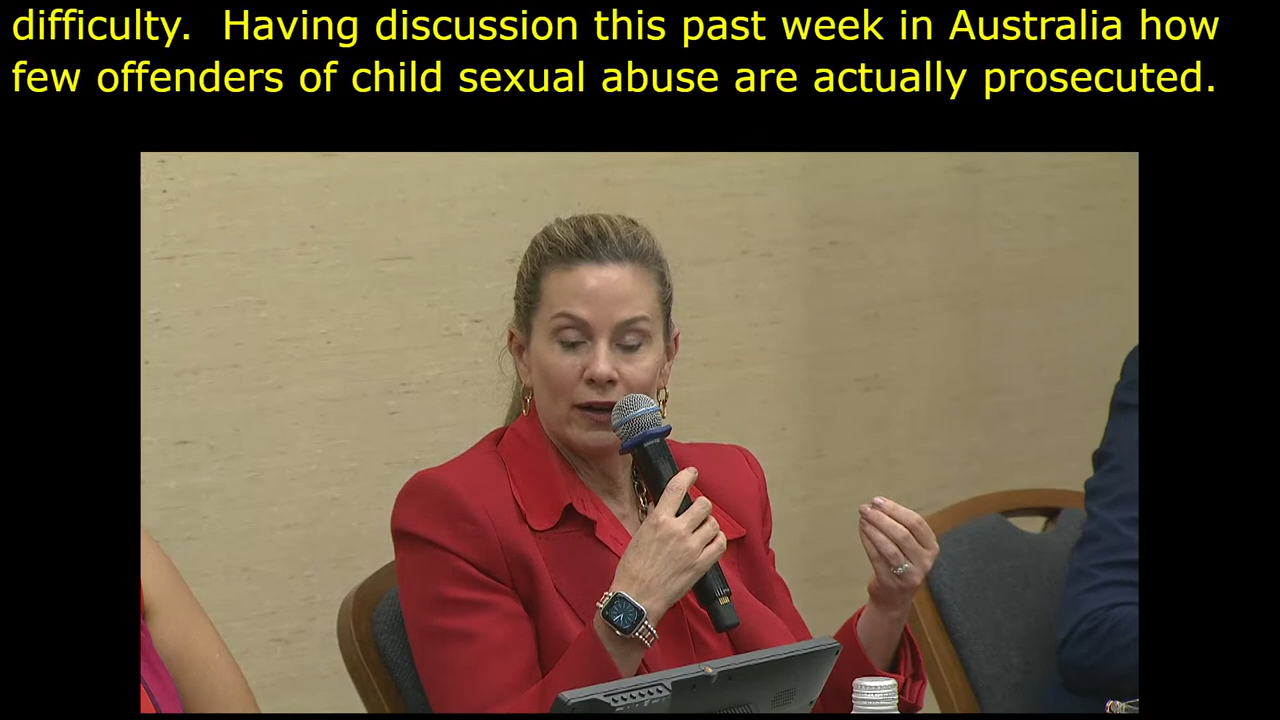 difficulty.  Having discussion this past week in Australia how
few offenders of child sexual abuse are actually prosecuted.